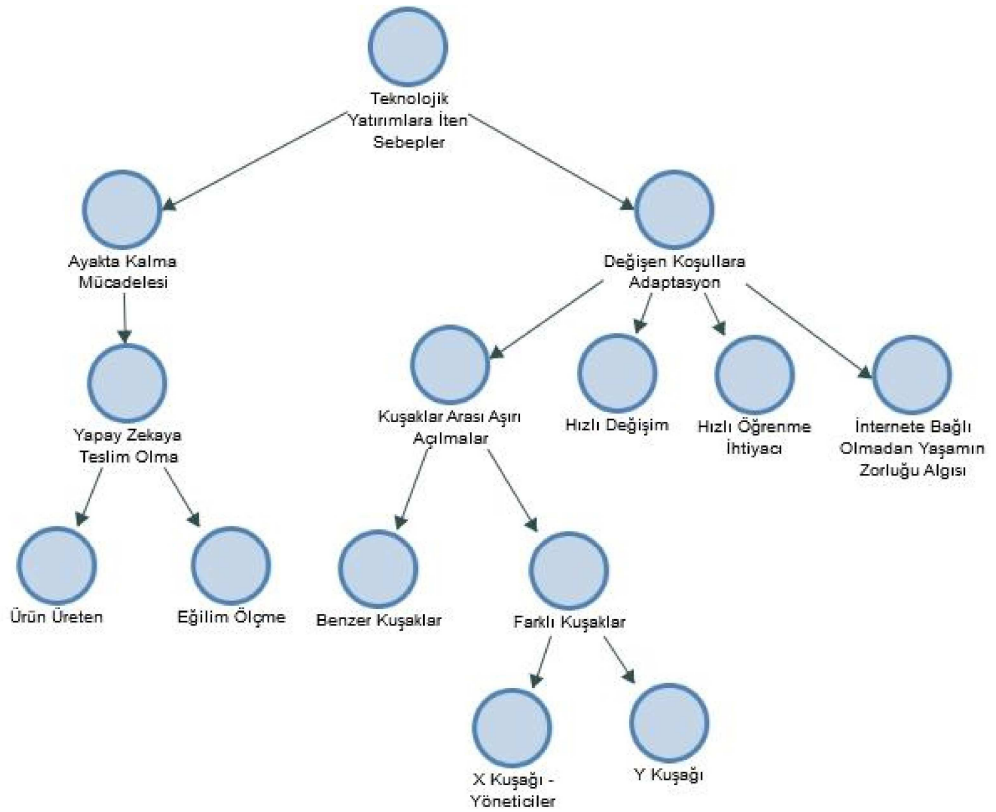 Teknolojik
Yatırımlara İten
Sebepler
Ayakta Kalma
Mücadelesi
Değişen Koşullara
Adaptasyon
Yapay Zekaya
Teslim Olma
Kuşaklar Arası Aşırı
Açılmalar
Hızlı Değişim
Hızlı Öğrenme
İhtiyacı
İnternete Bağlı
Olmadan Yaşamın
Zorluğu Algısı
Ürün Üreten
Eğilim Ölçme
Benzer Kuşaklar
Farklı Kuşaklar
X Kuşağı -
Yöneticiler
Y Kuşağı